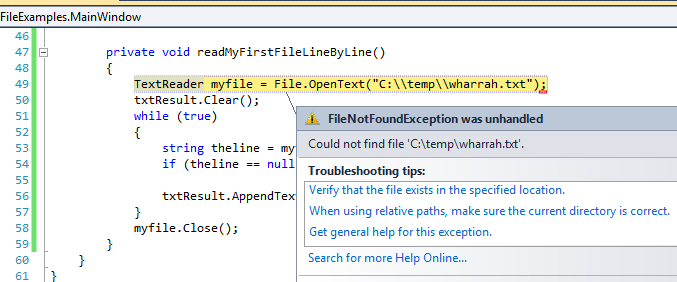 FileExamples.MainWindow
46
47 private void readMyFirstFileLineByLine()
48 {
49 TextReader myfile = File.OpenText("C:\\temp\\wharrah.txt");
50 txtResult.Clear();
51 while (true)
52 {
53 string theline = my
54 if (theline == null
55
56 txtResult.AppendText
57 }
58 myfile.Close();
59 }
60 }
61 }
FileNotFoundException was unhandled
Could not find file 'C:\temp\wharrah.txt'.
Troubleshooting tips:
Verify that the file exists in the specified location.
When using relative paths, make sure the current directory is correct.
Get general help for this exception.
Search for more Help Online...